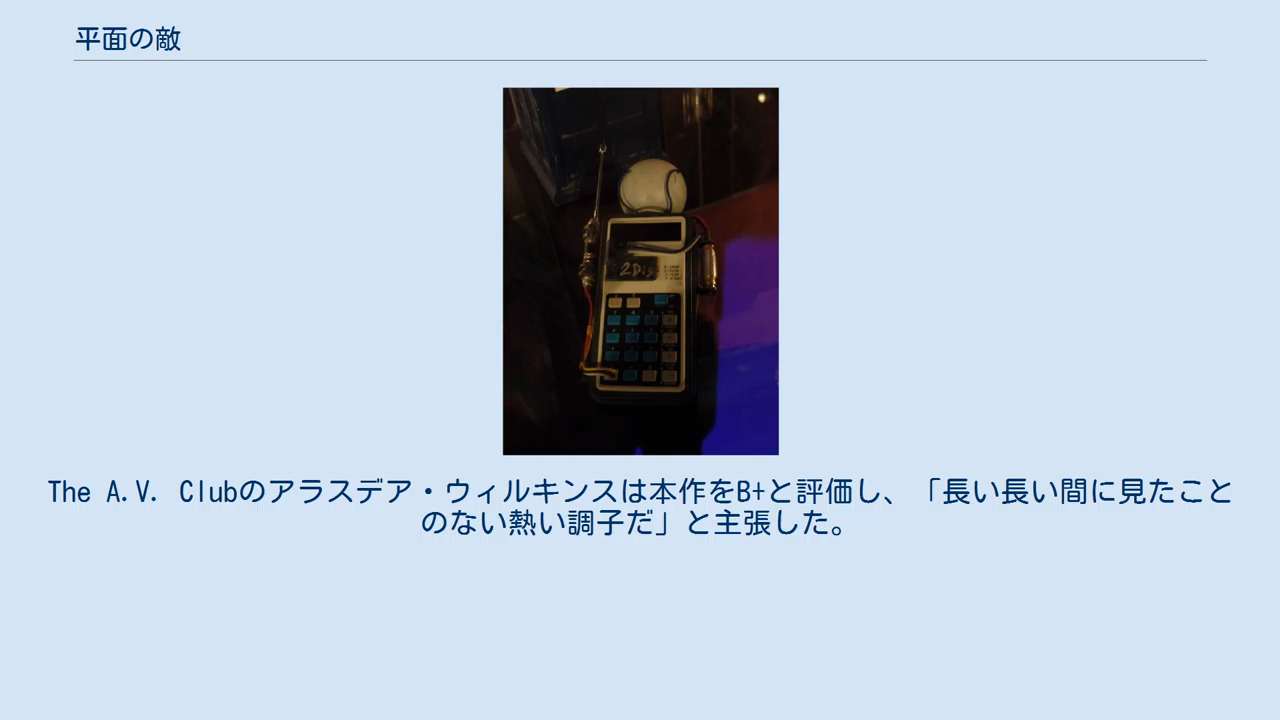 平面の敵
2Dis
The A.V. Clubのアラスデア・ウィルキンスは本作をB+と評価し、「長い長い間に見たこと
のない熱い調子だ」と主張した。